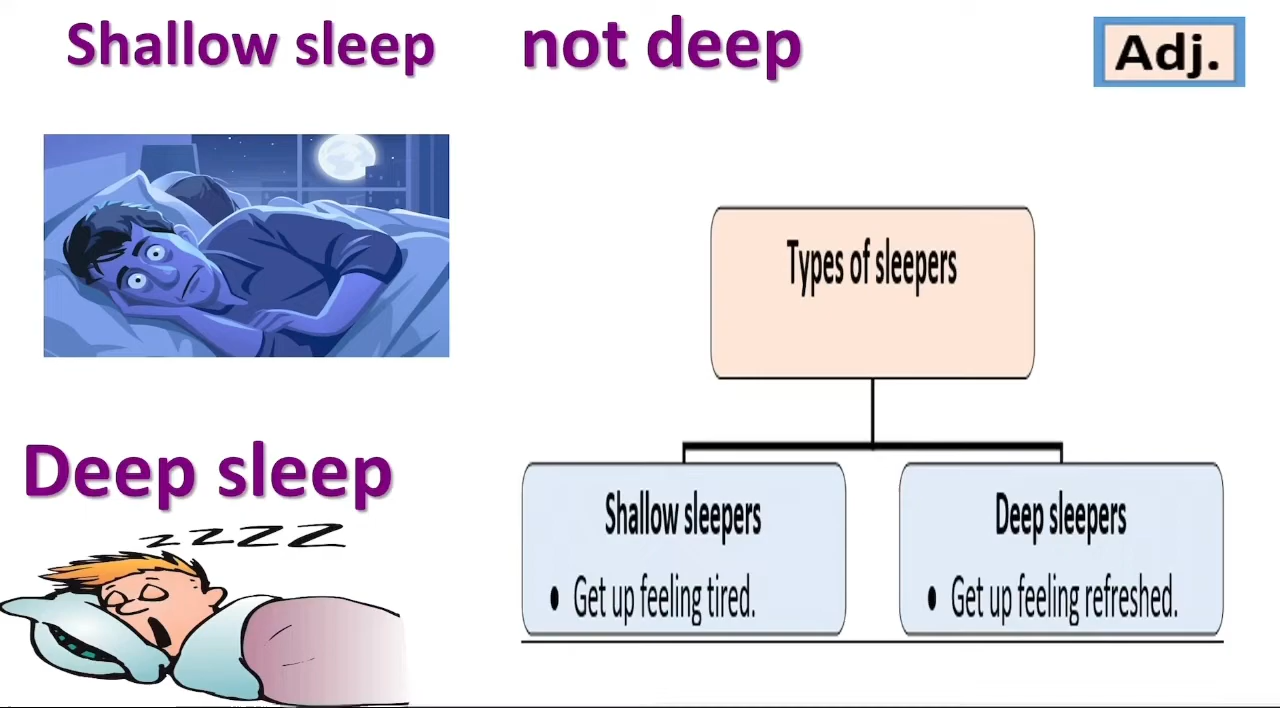 Shallow sleep
not deep
Adj.
Types of sleepers
Deep sleep
zzzz
Shallow sleepers
• Get up feeling tired.
Deep sleepers
• Get up feeling refreshed.